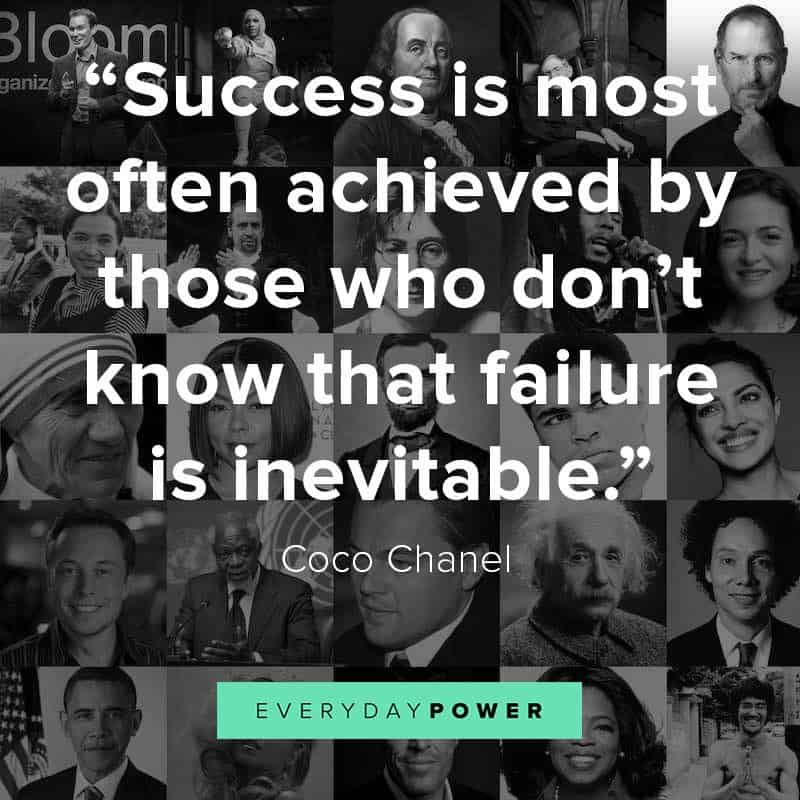 Bloom
“Success is most
often achieved by
those who don’t
know that failure
is inevitable.”
Coco Chanel
EVERYDAYPOWER